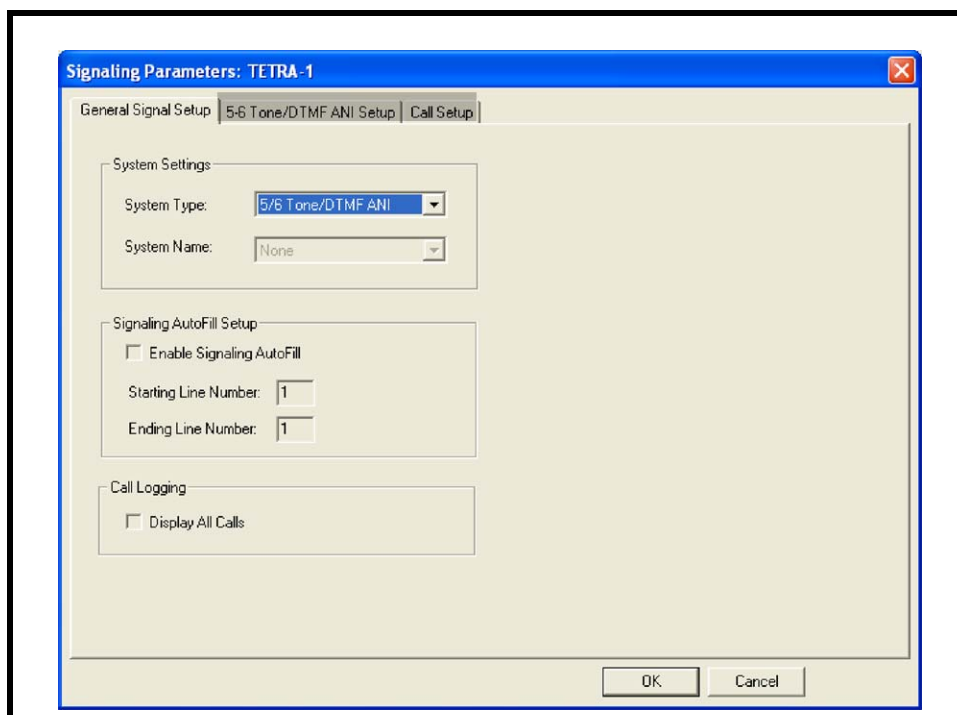 Signaling Parameters: TETRA-1
General Signal Setup 5-6 Tone/DTMF ANI Setup Call Setup
System Settings
System Type: 5/6 Tone/DTMF ANI
System Name: None
Signaling AutoFill Setup
Enable Signaling AutoFill
Starting Line Number: 1
Ending Line Number: 1
Call Logging
Display All Calls
OK Cancel